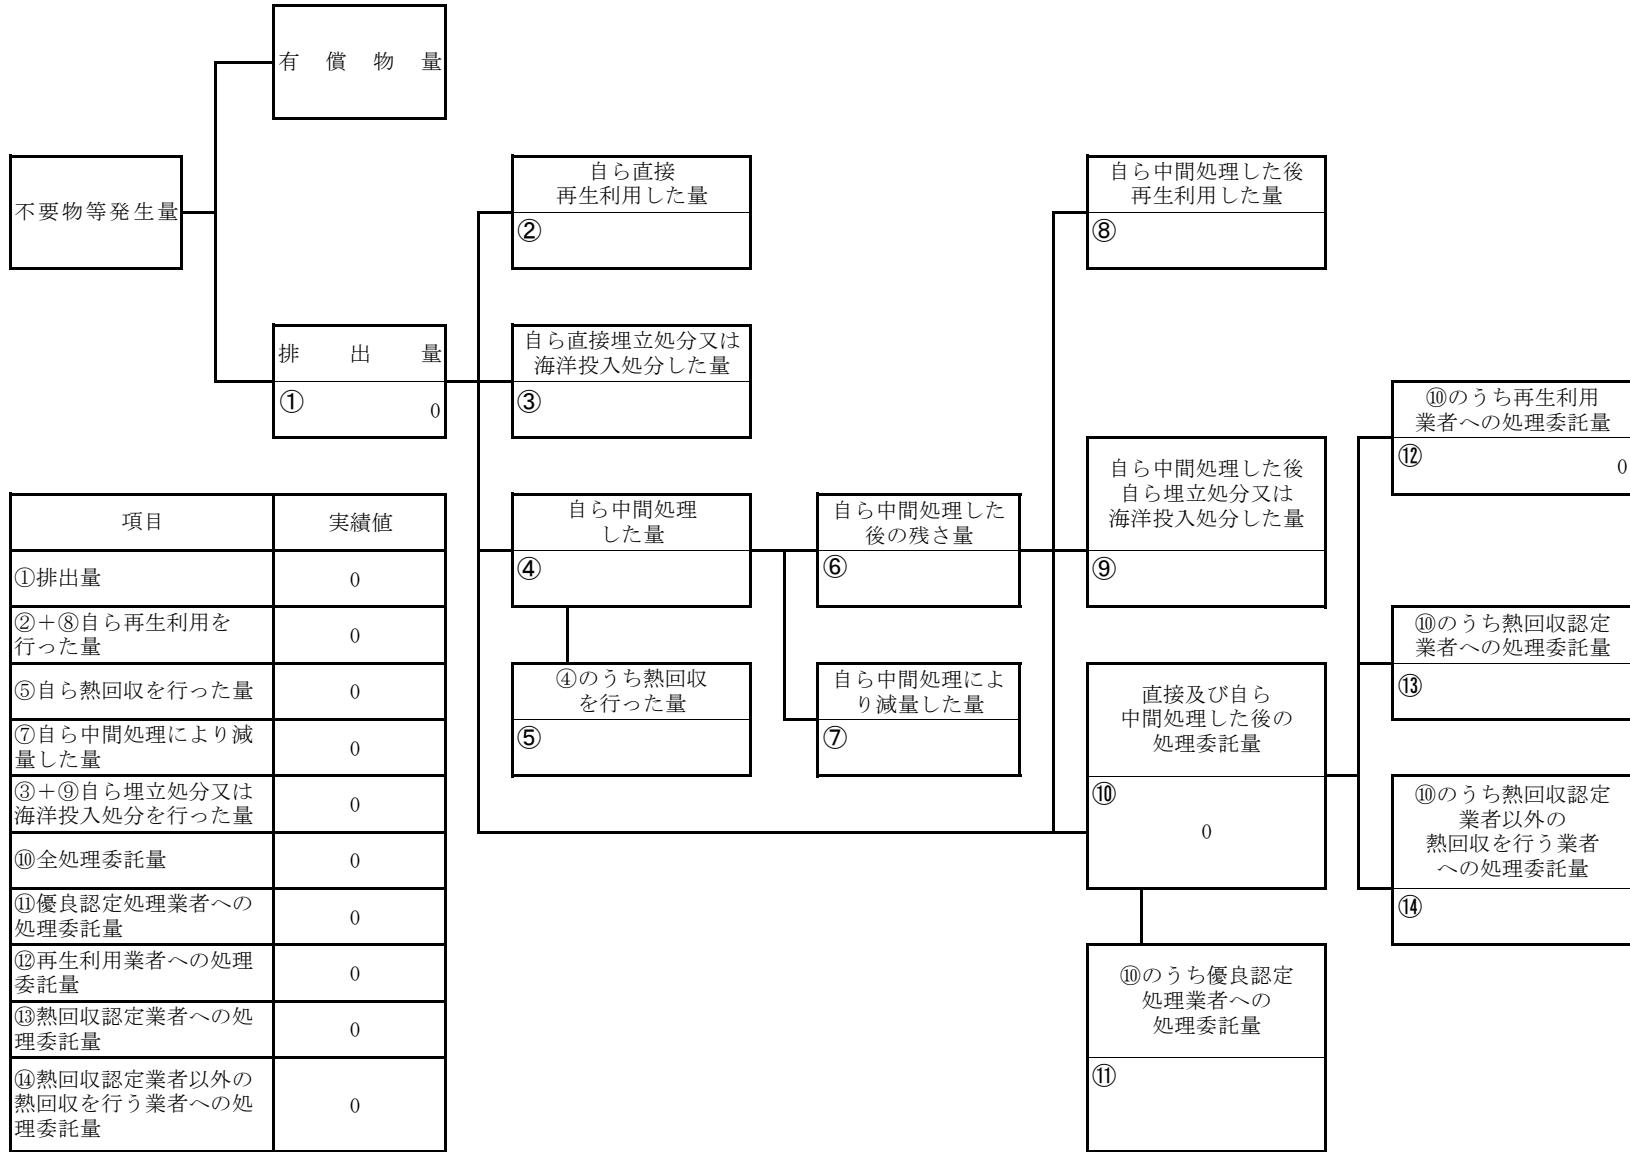 有償物量
不要物等発生量
排出量
①
0
自ら直接
再生利用した量
②
自ら直接埋立処分又は
海洋投入処分した量
③
自ら中間処理
した量
④
④のうち熱回収
を行った量
⑤
自ら中間処理した
後の残さ量
⑥
自ら中間処理によ
り減量した量
⑦
自ら中間処理した後
再生利用した量
⑧
自ら中間処理した後
自ら埋立処分又は
海洋投入処分した量
⑨
直接及び自ら
中間処理した後の
処理委託量
⑩
0
⑩のうち優良認定
処理業者への
処理委託量
⑪
⑩のうち再生利用
業者への処理委託量
⑫
0
⑩のうち熱回収認定
業者への処理委託量
⑬
⑩のうち熱回収認定
業者以外の
熱回収を行う業者
への処理委託量
⑭
項目
実績値
①排出量
0
②+⑧自ら再生利用を
行った量
0
⑤自ら熱回収を行った量
0
⑦自ら中間処理により減
量した量
0
③+⑨自ら埋立処分又は
海洋投入処分を行った量
0
⑩全処理委託量
0
⑪優良認定処理業者への
処理委託量
0
⑫再生利用業者への処理
委託量
0
⑬熱回収認定業者への処
理委託量
0
⑭熱回収認定業者以外の
熱回収を行う業者への処
理委託量
0